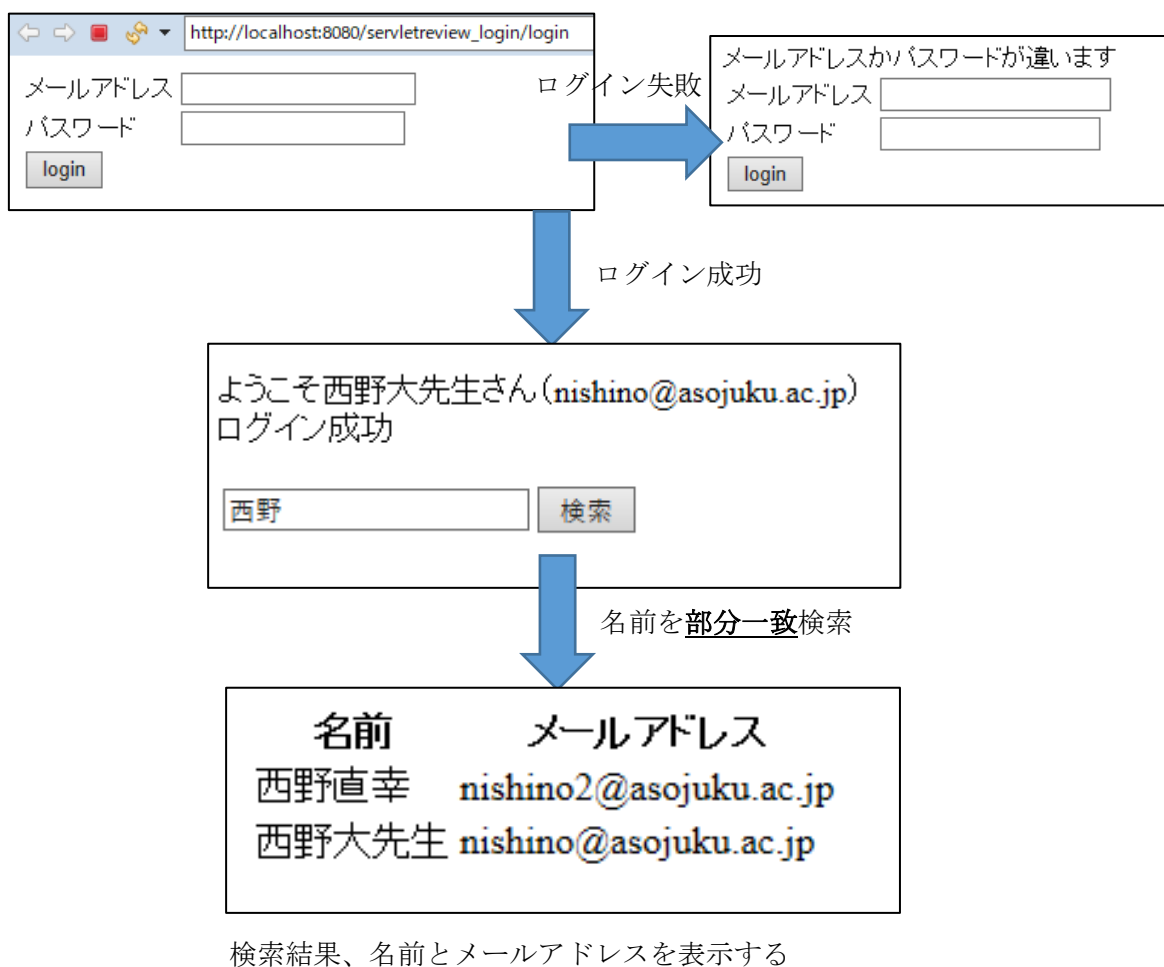 http://localhost:8080/servletreview_login/login
メールアドレス
パスワード
login
ログイン失敗
メールアドレスかパスワードが違います
メールアドレス
パスワード
login
ログイン成功
ようこそ西野大先生さん(nishino@asojuku.ac.jp)
ログイン成功
西野 検索
名前を部分一致検索
名前 メールアドレス
西野直幸 nishino2@asojuku.ac.jp
西野大先生 nishino@asojuku.ac.jp
検索結果、名前とメールアドレスを表示する